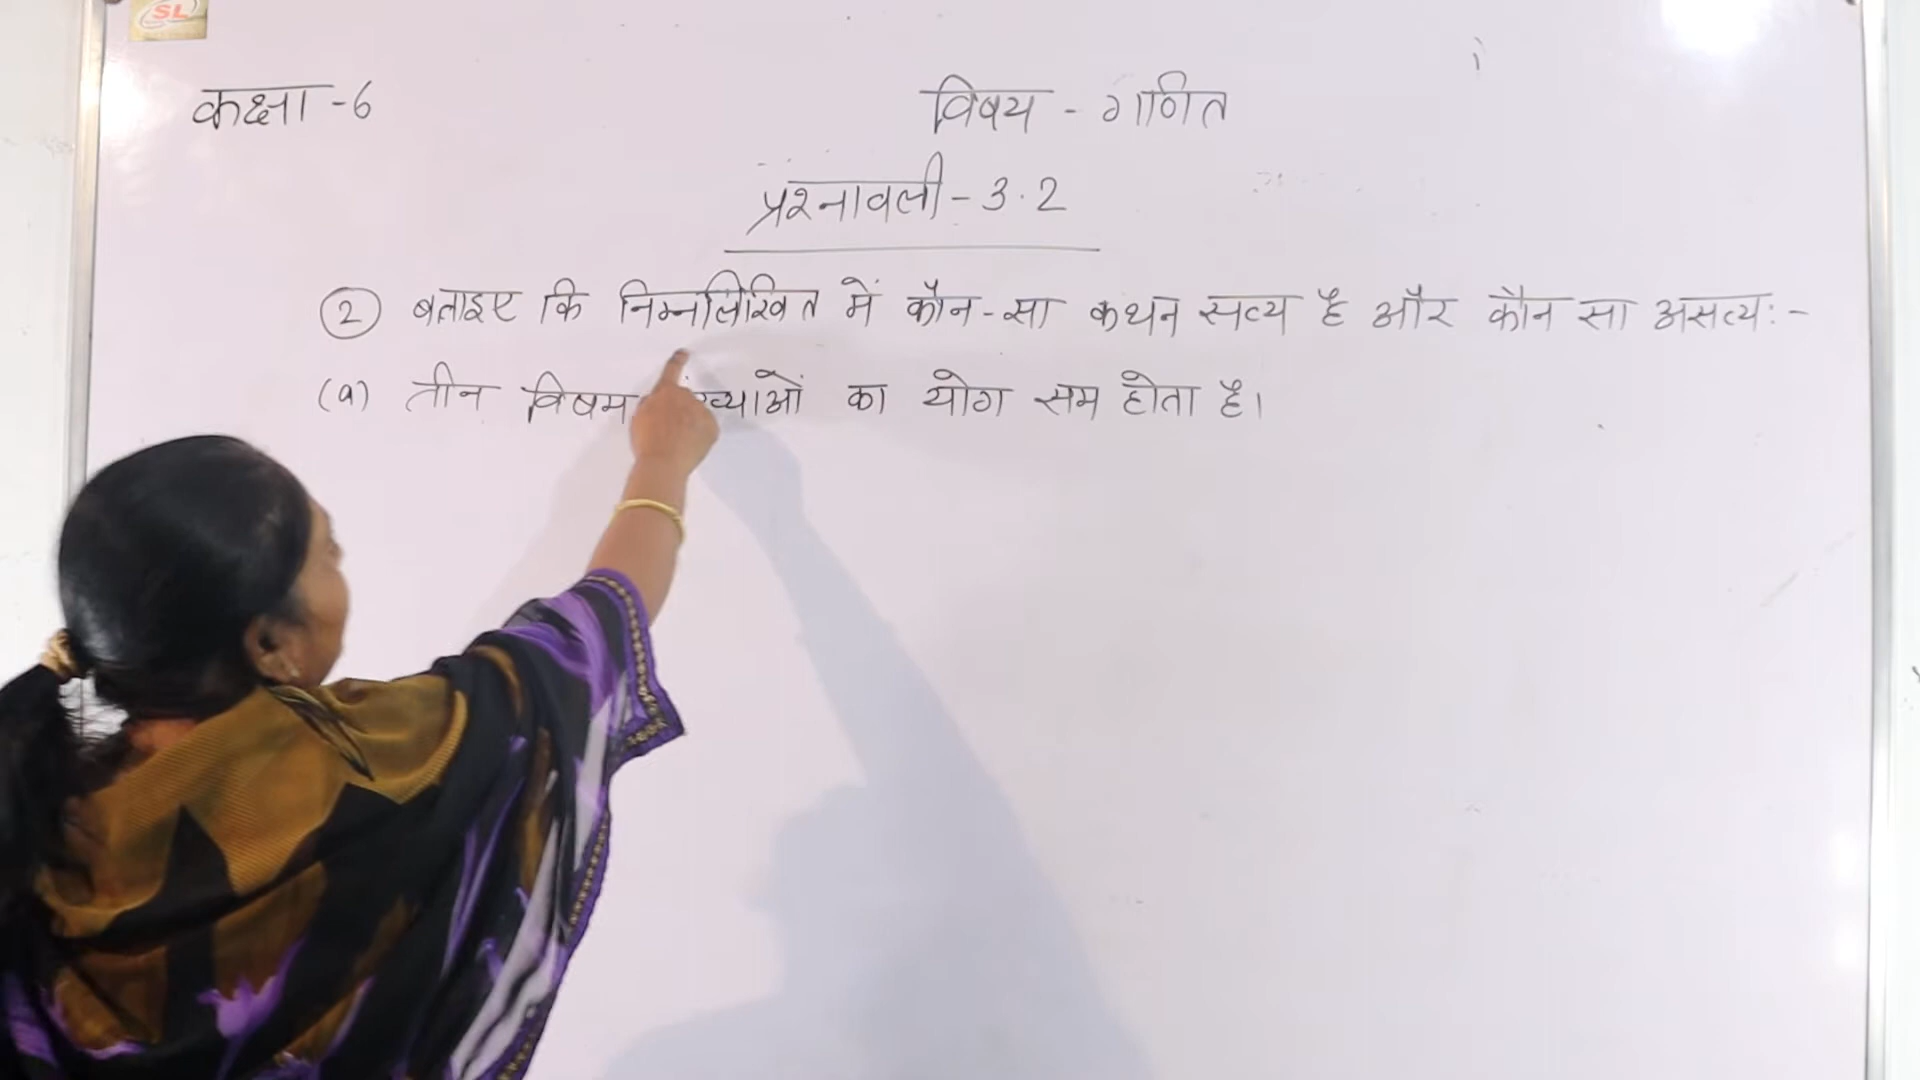 SL
कक्षा - 6
विषय - गणित
प्रश्नावली - 3.2
(2) बताइए कि निम्नलिखित में कौन-सा कथन सत्य है और कौन सा असत्य :-
(a) तीन विषम का योग सम होता है।